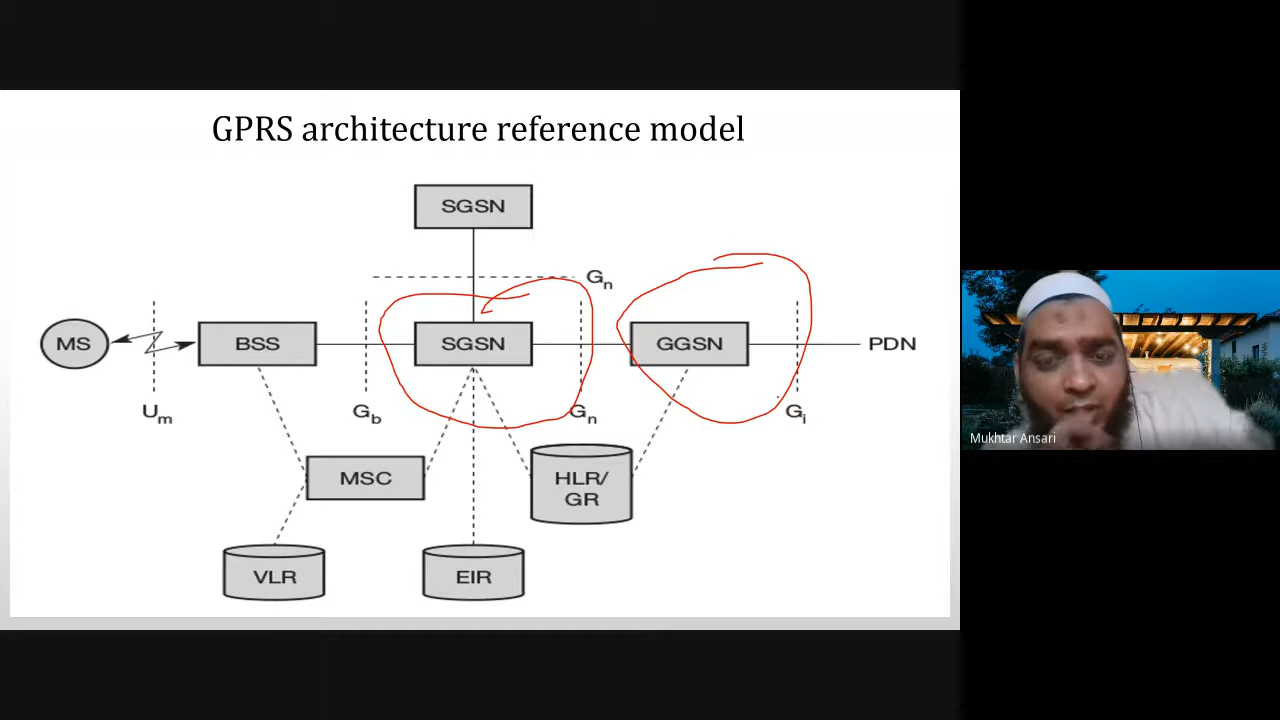 GPRS architecture reference model
SGSN
Gn
MS
BSS
SGSN
GGSN
PDN
Um
Gb
Gn
Gi
MSC
HLR/
GR
VLR
EIR
Mukhtar Ansari